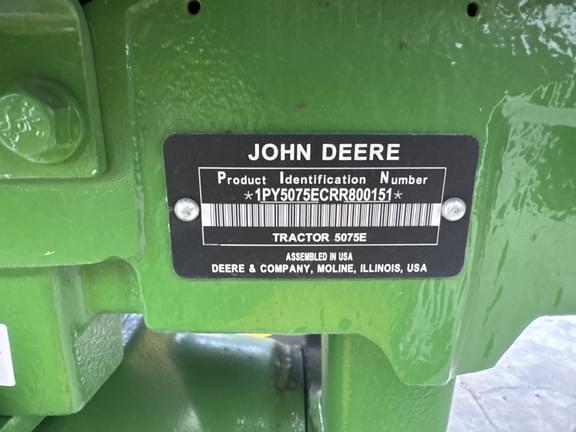 JOHN DEERE
Product Identification Number
*1PY5075ECRR800151*
TRACTOR 5075E
ASSEMBLED IN USA
DEERE & COMPANY, MOLINE, ILLINOIS, USA